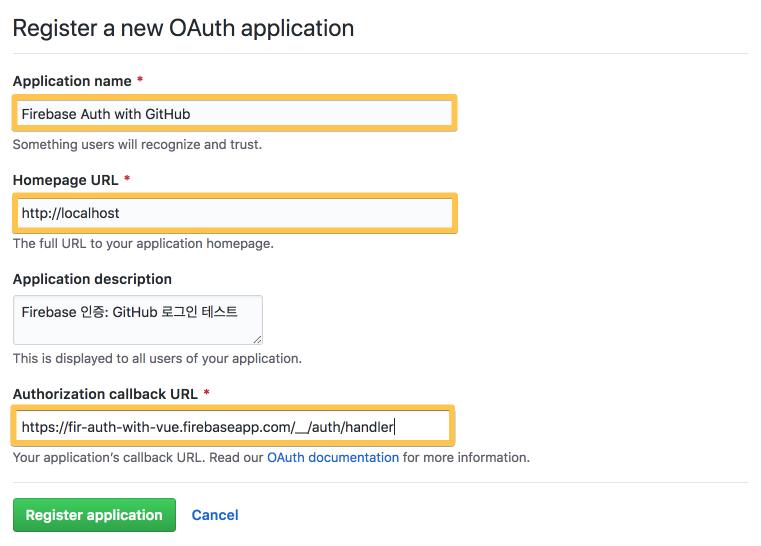 Register a new OAuth application
Application name *
Firebase Auth with GitHub
Something users will recognize and trust.
Homepage URL *
http://localhost
The full URL to your application homepage.
Application description
Firebase 인증: GitHub 로그인 테스트
This is displayed to all users of your application.
Authorization callback URL *
https://fir-auth-with-vue.firebaseapp.com/__/auth/handler
Your application’s callback URL. Read our OAuth documentation for more information.
Register application Cancel